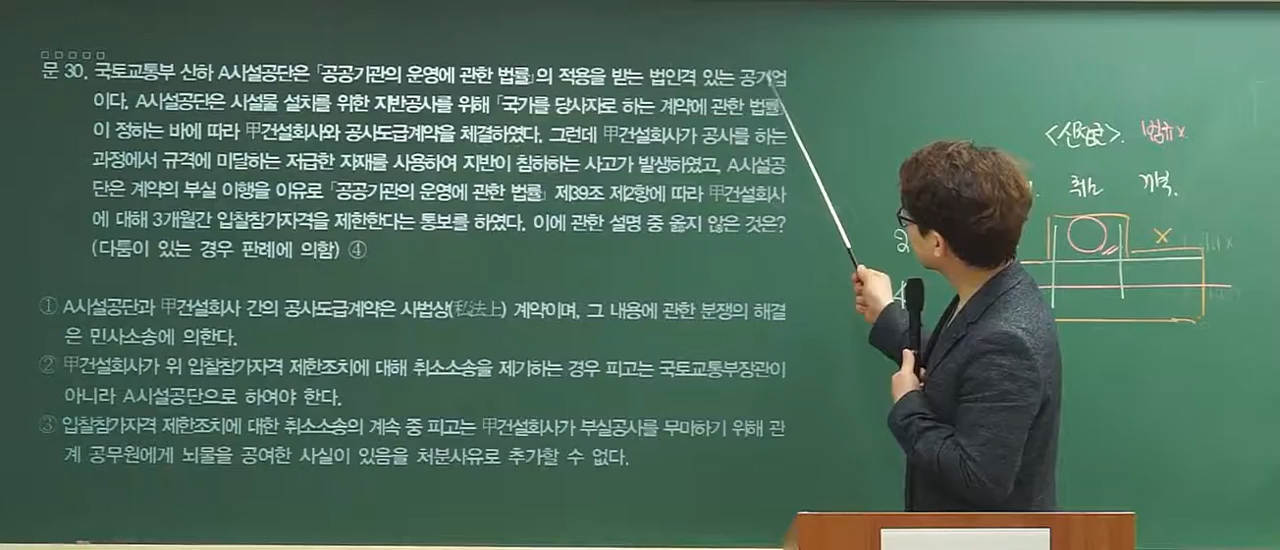 문 30. 국토교통부 산하 A시설공단은 「공공기관의 운영에 관한 법률」의 적용을 받는 법인격 있는 공기업
이다. A시설공단은 시설물 설치를 위한 지반공사를 위해 「국가를 당사자로 하는 계약에 관한 법률」
이 정하는 바에 따라 甲건설회사와 공사도급계약을 체결하였다. 그런데 甲건설회사가 공사를 하는
과정에서 규격에 미달하는 저급한 자재를 사용하여 지반이 침하하는 사고가 발생하였고, A시설공
단은 계약의 부실 이행을 이유로 「공공기관의 운영에 관한 법률」 제39조 제2항에 따라 甲건설회사
에 대해 3개월간 입찰참가자격을 제한한다는 통보를 하였다. 이에 관한 설명 중 옳지 않은 것은?
(다툼이 있는 경우 판례에 의함) ④
① A시설공단과 甲건설회사 간의 공사도급계약은 사법상(私法上) 계약이며, 그 내용에 관한 분쟁의 해결
은 민사소송에 의한다.
② 甲건설회사가 위 입찰참가자격 제한조치에 대해 취소소송을 제기하는 경우 피고는 국토교통부장관이
아니라 A시설공단으로 하여야 한다.
③ 입찰참가자격 제한조치에 대한 취소소송의 계속 중 피고는 甲건설회사가 부실공사를 무마하기 위해 관
계 공무원에게 뇌물을 공여한 사실이 있음을 처분사유로 추가할 수 없다.
취소
x